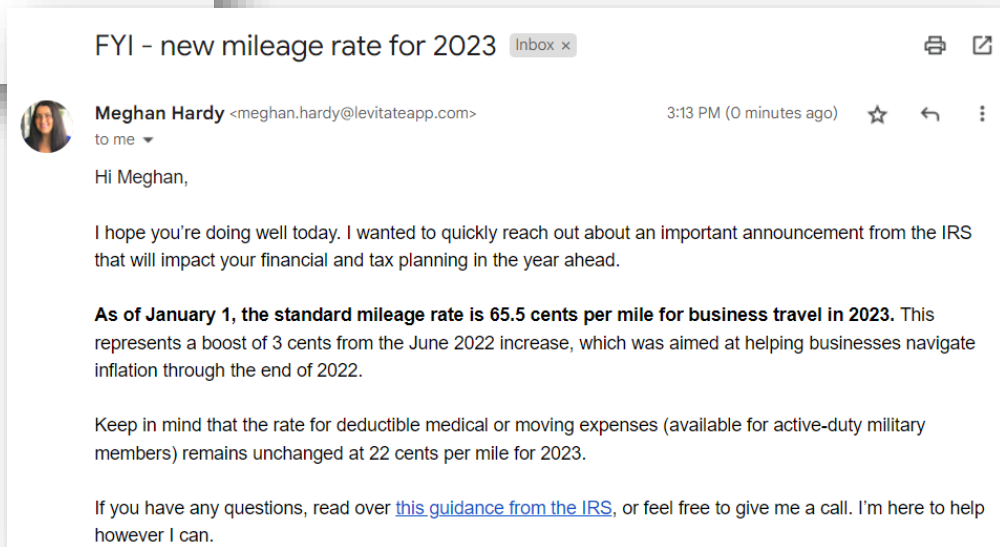 FYI - new mileage rate for 2023 Inbox ×
Meghan Hardy <meghan.hardy@levitateapp.com> 3:13 PM (0 minutes ago)
to me
Hi Meghan,
I hope you're doing well today. I wanted to quickly reach out about an important announcement from the IRS
that will impact your financial and tax planning in the year ahead.
As of January 1, the standard mileage rate is 65.5 cents per mile for business travel in 2023. This
represents a boost of 3 cents from the June 2022 increase, which was aimed at helping businesses navigate
inflation through the end of 2022.
Keep in mind that the rate for deductible medical or moving expenses (available for active-duty military
members) remains unchanged at 22 cents per mile for 2023.
If you have any questions, read over this guidance from the IRS, or feel free to give me a call. I'm here to help
however I can.